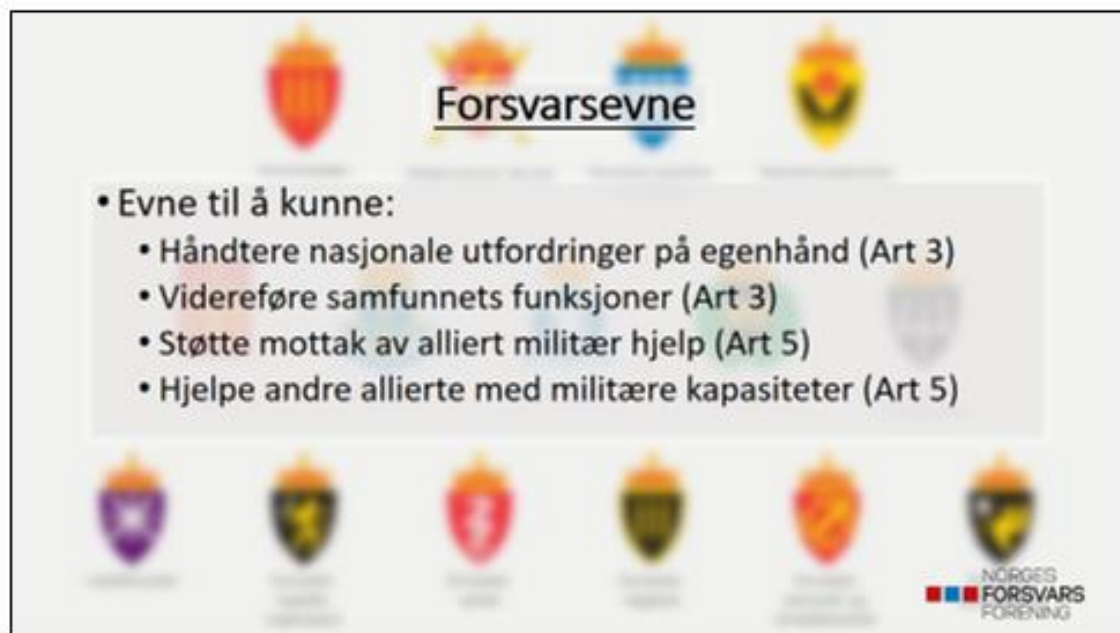 Forsvarsevne
• Evne til å kunne:
• Håndtere nasjonale utfordringer på egenhånd (Art 3)
• Videreføre samfunnets funksjoner (Art 3)
• Støtte mottak av alliert militær hjelp (Art 5)
• Hjelpe andre allierte med militære kapasiteter (Art 5)
NORGES
FORSVARS
FORENING